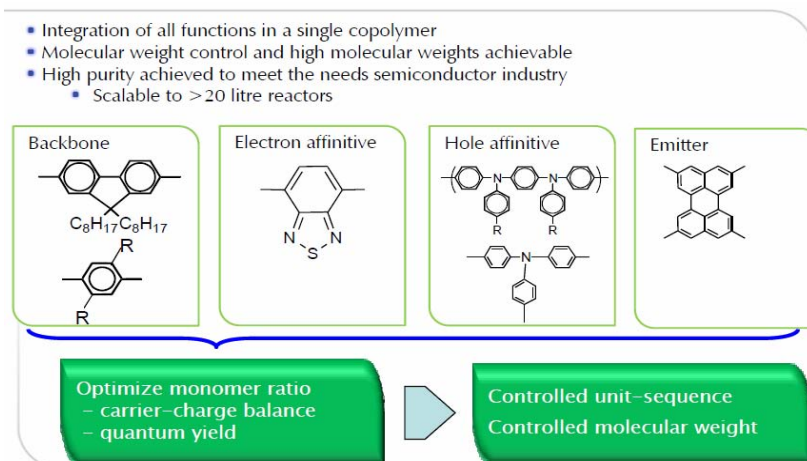 Integration of all functions in a single copolymer
Molecular weight control and high molecular weights achievable
High purity achieved to meet the needs semiconductor industry
Scalable to >20 litre reactors
Backbone
C₈H₁₇C₈H₁₇
R
R
Electron affinitive
N N
S
Hole affinitive
N N
R R
N
Emitter
Optimize monomer ratio
– carrier-charge balance
– quantum yield
Controlled unit-sequence
Controlled molecular weight